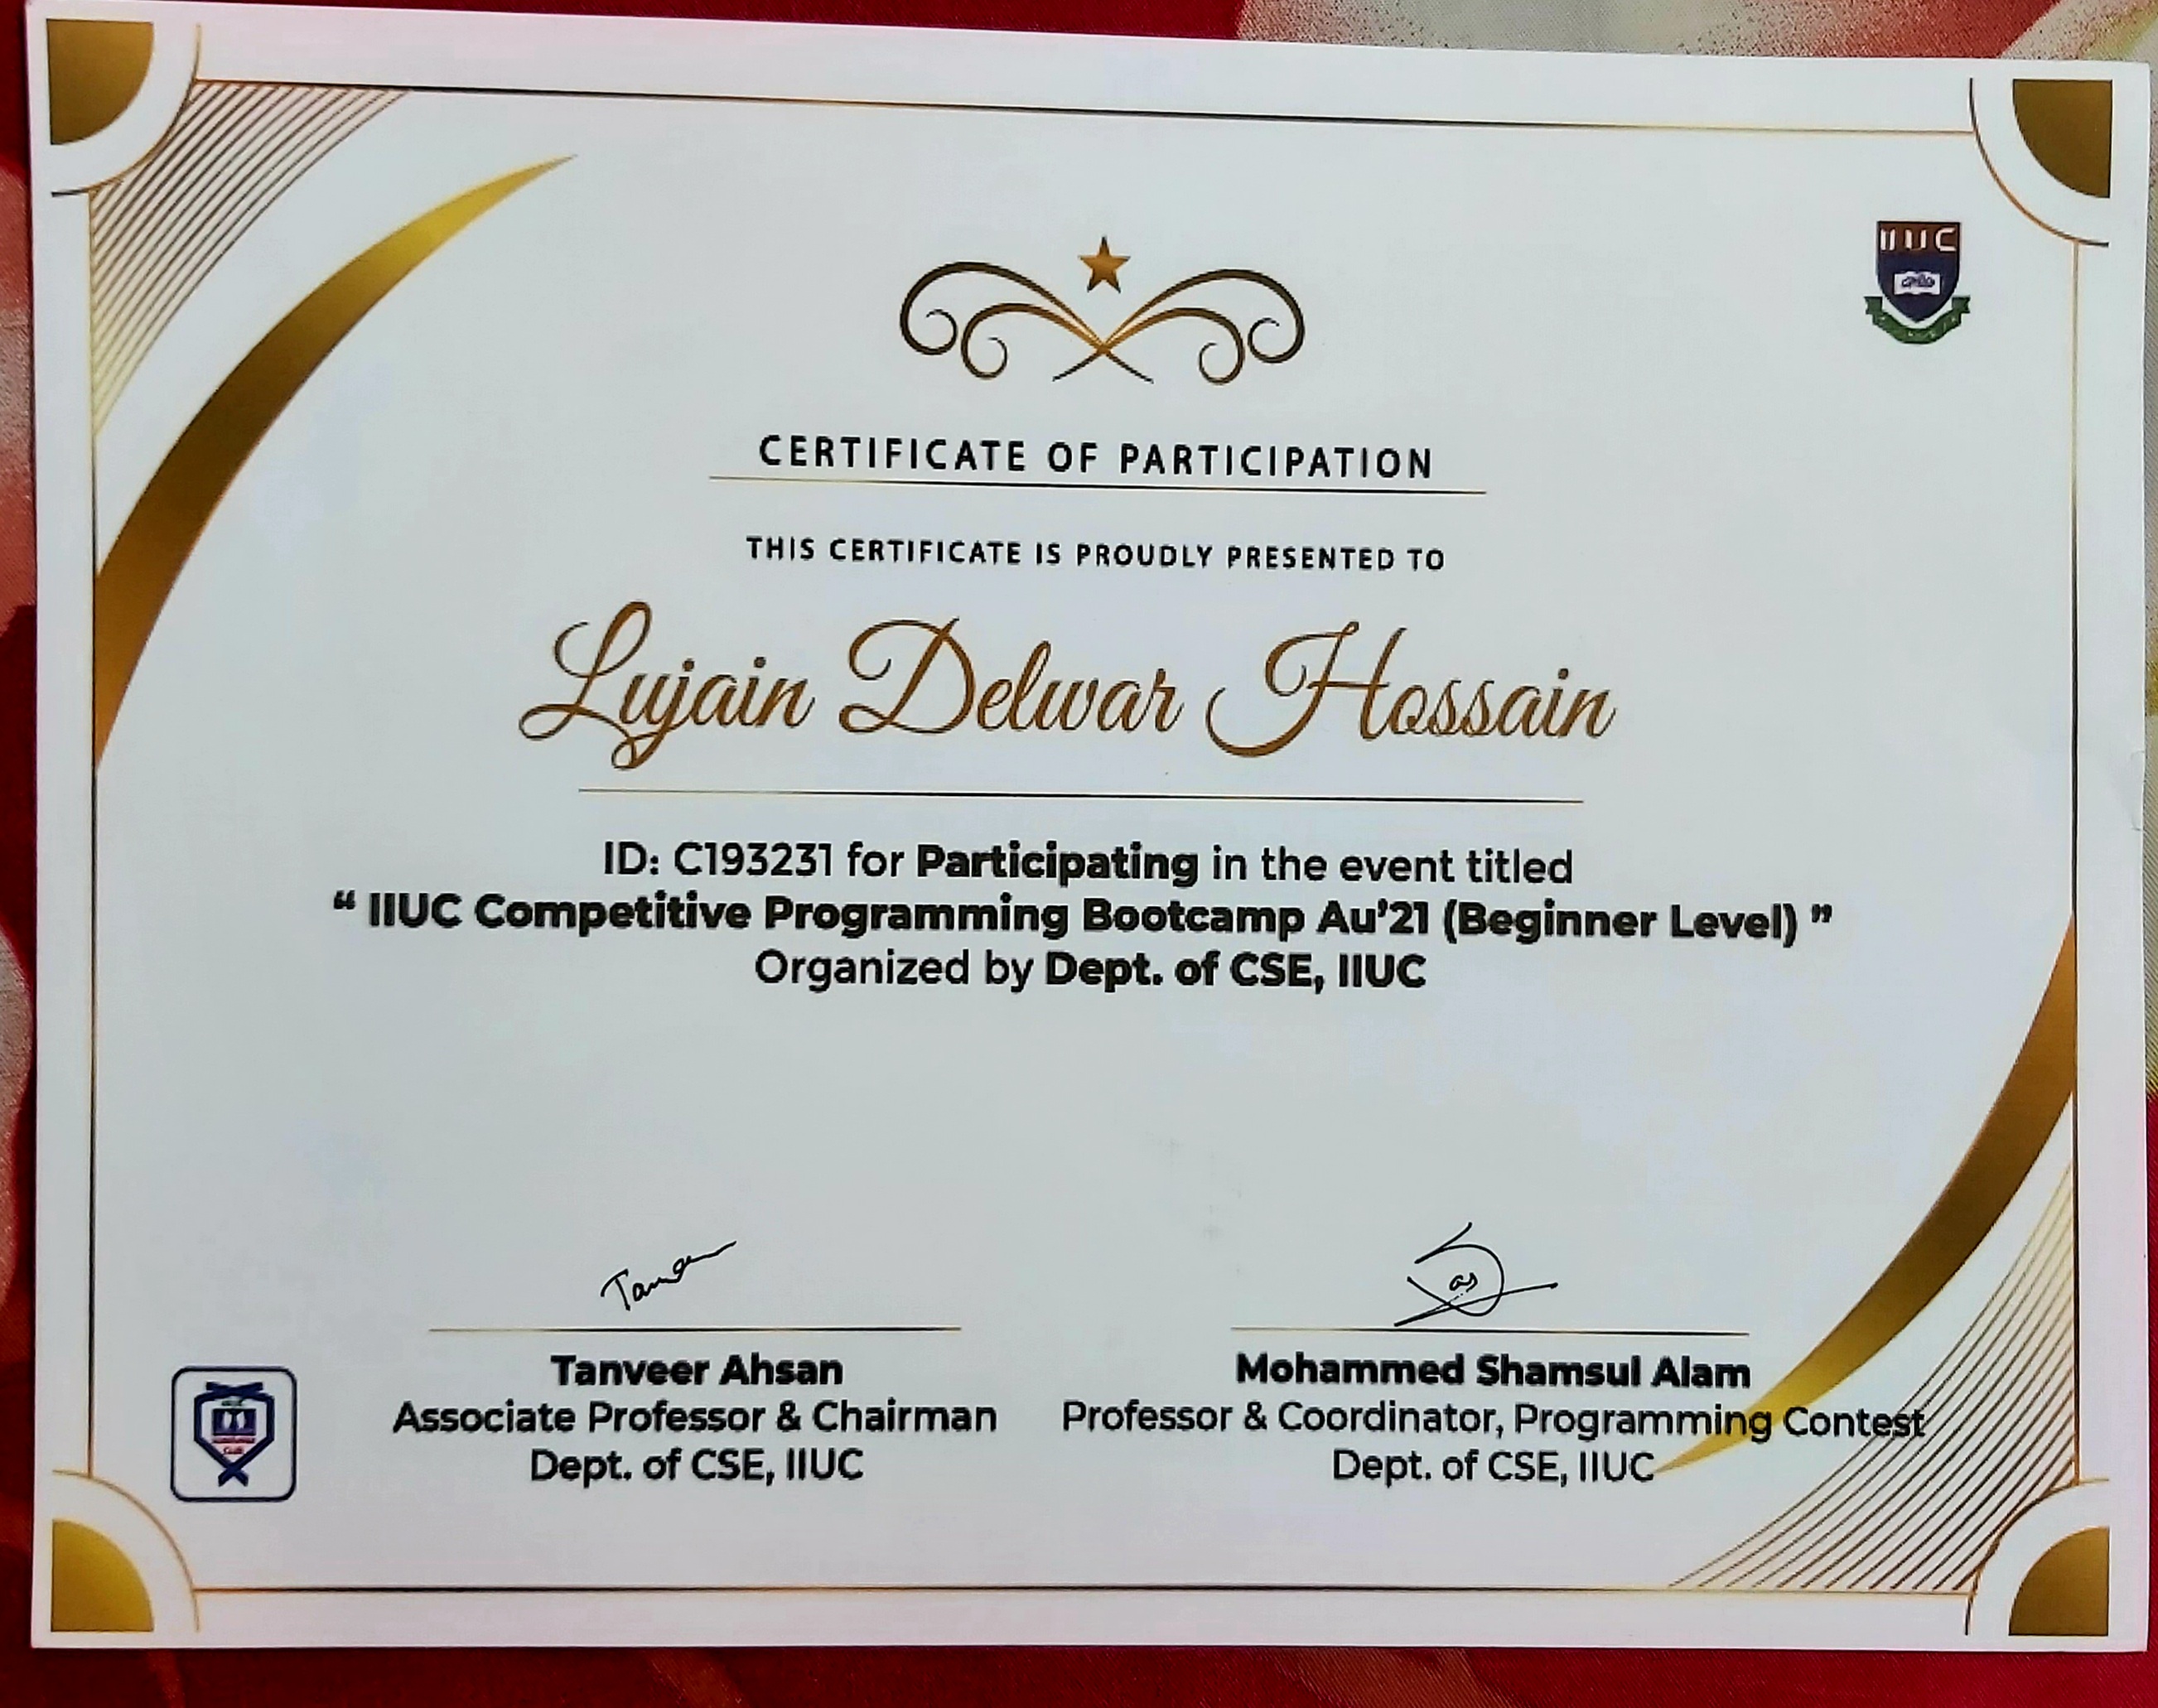 IIUC
CERTIFICATE OF PARTICIPATION
THIS CERTIFICATE IS PROUDLY PRESENTED TO
Lujain Delwar Hossain
ID: C193231 for Participating in the event titled
“ IIUC Competitive Programming Bootcamp Au’21 (Beginner Level) ”
Organized by Dept. of CSE, IIUC
Tanveer Ahsan
Associate Professor & Chairman
Dept. of CSE, IIUC
Mohammed Shamsul Alam
Professor & Coordinator, Programming Contest
Dept. of CSE, IIUC